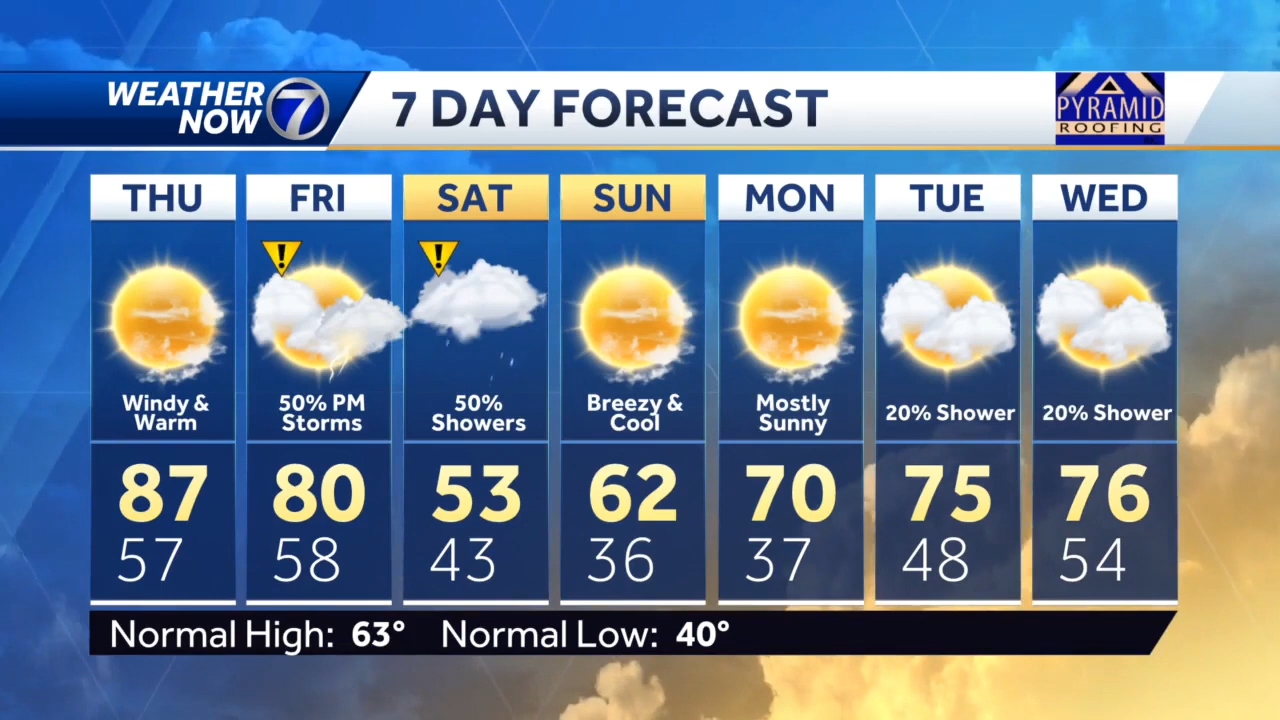 WEATHER
NOW 7
7 DAY FORECAST
PYRAMID
ROOFING
THU
FRI
SAT
SUN
MON
TUE
WED
!
!
Windy &
Warm
50% PM
Storms
50%
Showers
Breezy &
Cool
Mostly
Sunny
20% Shower
20% Shower
87
80
53
62
70
75
76
57
58
43
36
37
48
54
Normal High: 63° Normal Low: 40°